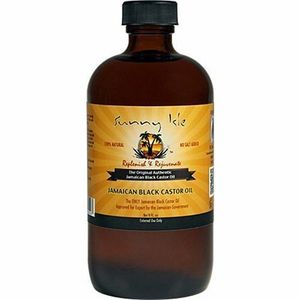 Sunny Isle
100% NATURAL
NO SALT ADDED
Replenish & Rejuvenate
The Original Authentic
Jamaican Black Castor Oil
JAMAICAN BLACK CASTOR OIL
The ONLY Jamaican Black Castor Oil
Approved for Export by the Jamaican Government
External Use Only